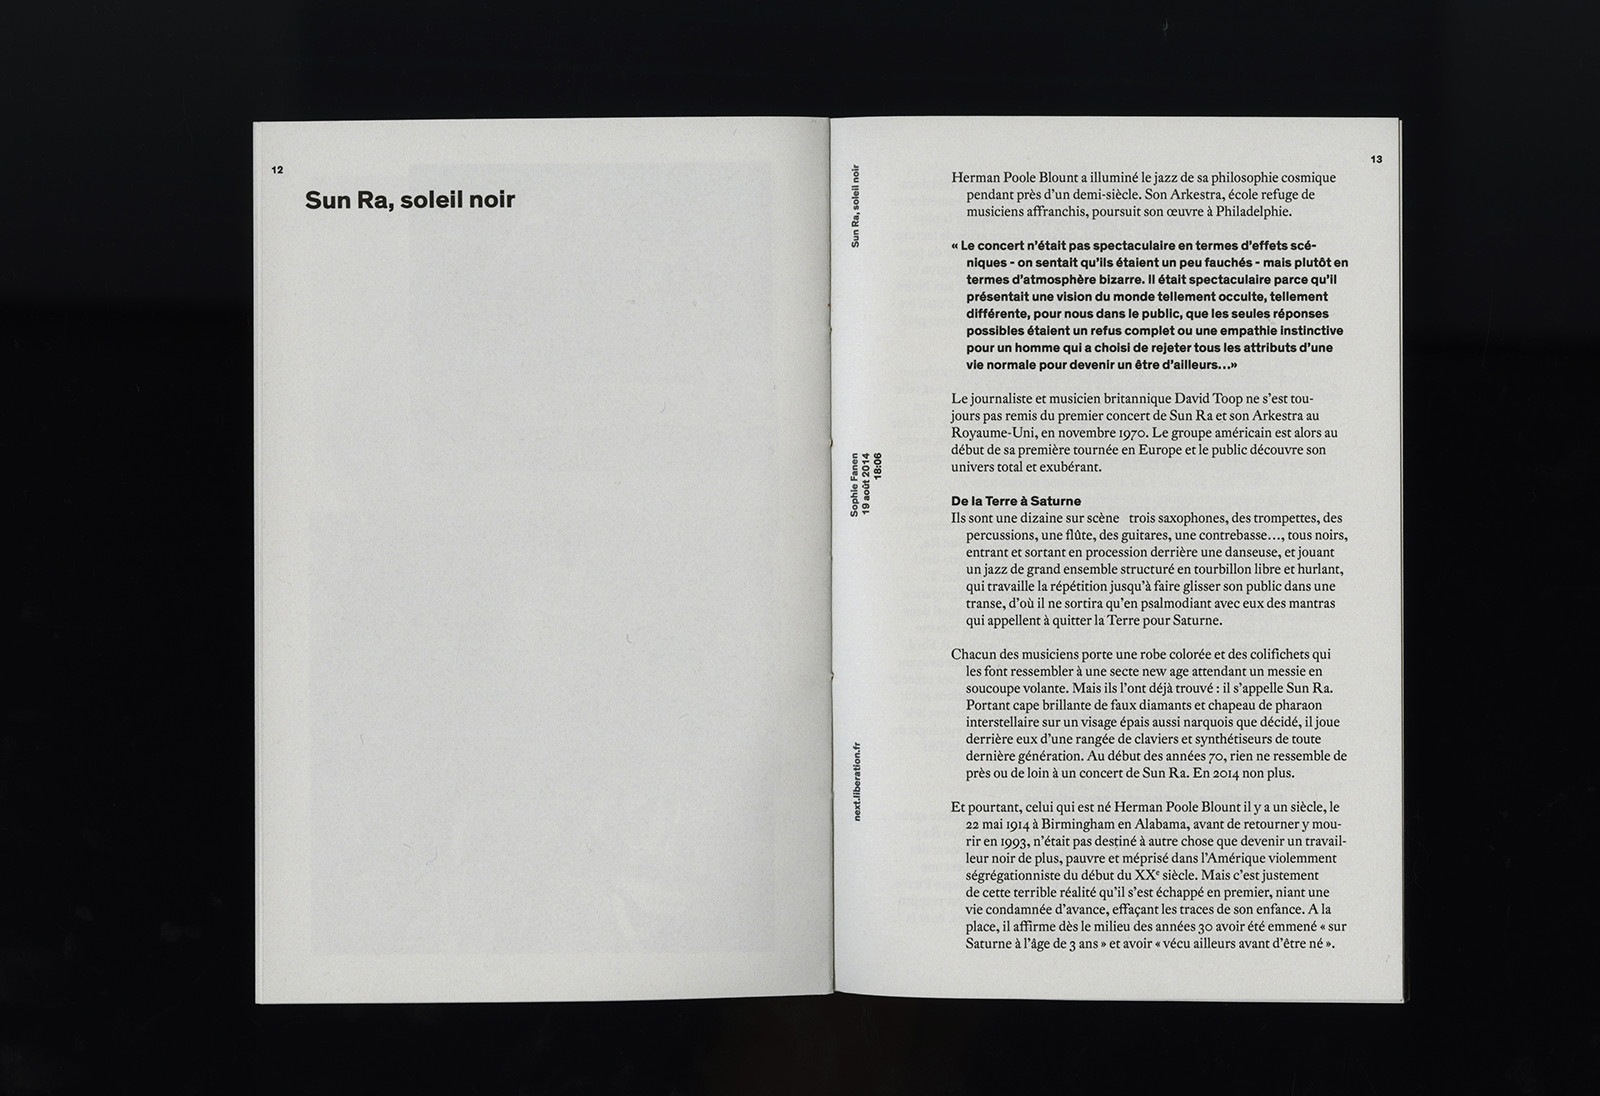 12
Sun Ra, soleil noir
Sun Ra, soleil noir
Sophie Fanen
19 août 2014
18:06
next.liberation.fr
13
Herman Poole Blount a illuminé le jazz de sa philosophie cosmique
pendant près d’un demi-siècle. Son Arkestra, école refuge de
musiciens affranchis, poursuit son œuvre à Philadelphie.
« Le concert n’était pas spectaculaire en termes d’effets scé-
niques - on sentait qu’ils étaient un peu fauchés - mais plutôt en
termes d’atmosphère bizarre. Il était spectaculaire parce qu’il
présentait une vision du monde tellement occulte, tellement
différente, pour nous dans le public, que les seules réponses
possibles étaient un refus complet ou une empathie instinctive
pour un homme qui a choisi de rejeter tous les attributs d’une
vie normale pour devenir un être d’ailleurs...»
Le journaliste et musicien britannique David Toop ne s’est tou-
jours pas remis du premier concert de Sun Ra et son Arkestra au
Royaume-Uni, en novembre 1970. Le groupe américain est alors au
début de sa première tournée en Europe et le public découvre son
univers total et exubérant.
De la Terre à Saturne
Ils sont une dizaine sur scène trois saxophones, des trompettes, des
percussions, une flûte, des guitares, une contrebasse..., tous noirs,
entrant et sortant en procession derrière une danseuse, et jouant
un jazz de grand ensemble structuré en tourbillon libre et hurlant,
qui travaille la répétition jusqu’à faire glisser son public dans une
transe, d’où il ne sortira qu’en psalmodiant avec eux des mantras
qui appellent à quitter la Terre pour Saturne.
Chacun des musiciens porte une robe colorée et des colifichets qui
les font ressembler à une secte new age attendant un messie en
soucoupe volante. Mais ils l’ont déjà trouvé : il s’appelle Sun Ra.
Portant cape brillante de faux diamants et chapeau de pharaon
interstellaire sur un visage épais aussi narquois que décidé, il joue
derrière eux d’une rangée de claviers et synthétiseurs de toute
dernière génération. Au début des années 70, rien ne ressemble de
près ou de loin à un concert de Sun Ra. En 2014 non plus.
Et pourtant, celui qui est né Herman Poole Blount il y a un siècle, le
22 mai 1914 à Birmingham en Alabama, avant de retourner y mou-
rir en 1993, n’était pas destiné à autre chose que devenir un travail-
leur noir de plus, pauvre et méprisé dans l’Amérique violemment
ségrégationniste du début du XXe siècle. Mais c’est justement
de cette terrible réalité qu’il s’est échappé en premier, niant une
vie condamnée d’avance, effaçant les traces de son enfance. A la
place, il affirme dès le milieu des années 30 avoir été emmené « sur
Saturne à l’âge de 3 ans » et avoir « vécu ailleurs avant d’être né ».